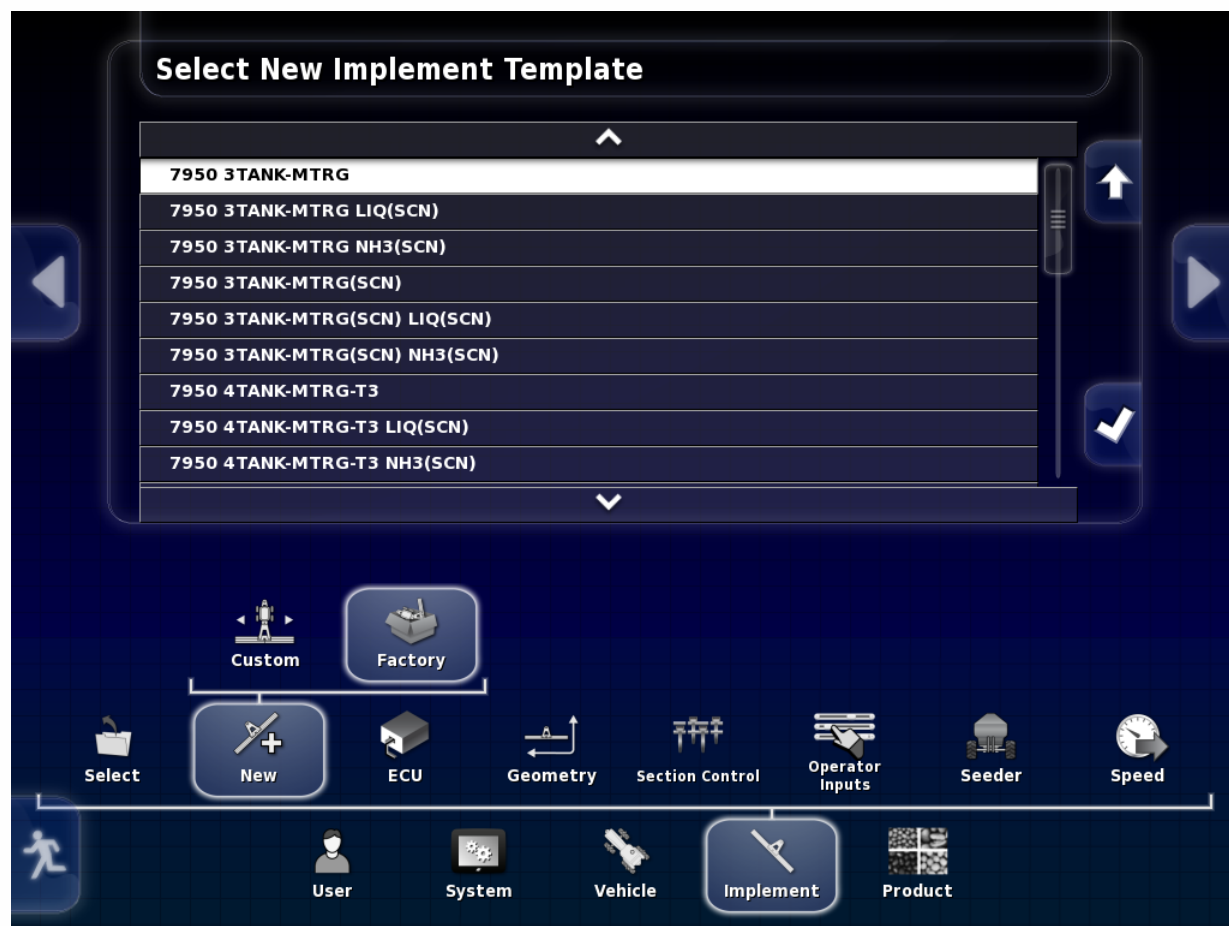 Select New Implement Template
7950 3TANK-MTRG
7950 3TANK-MTRG LIQ(SCN)
7950 3TANK-MTRG NH3(SCN)
7950 3TANK-MTRG(SCN)
7950 3TANK-MTRG(SCN) LIQ(SCN)
7950 3TANK-MTRG(SCN) NH3(SCN)
7950 4TANK-MTRG-T3
7950 4TANK-MTRG-T3 LIQ(SCN)
7950 4TANK-MTRG-T3 NH3(SCN)
Custom Factory
Select New ECU Geometry Section Control Operator Inputs Seeder Speed
User System Vehicle Implement Product